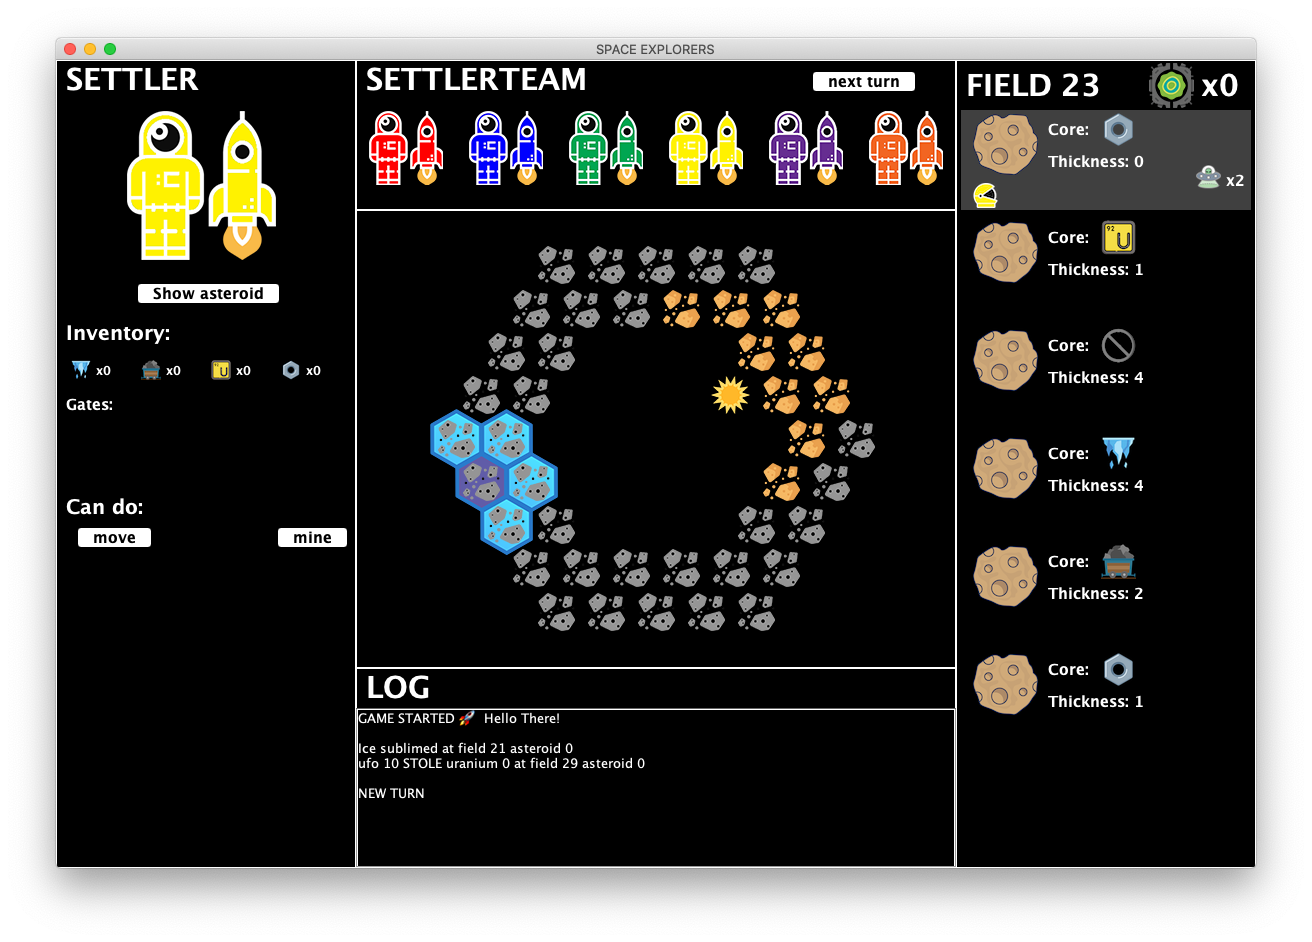 SPACE EXPLORERS
SETTLER
Show asteroid
Inventory:
x0 x0 92 U x0 x0
Gates:
Can do:
move mine
SETTLERTEAM next turn
LOG
GAME STARTED 🚀 Hello There!
Ice sublimed at field 21 asteroid 0
ufo 10 STOLE uranium 0 at field 29 asteroid 0
NEW TURN
FIELD 23 x0
Core:
Thickness: 0
x2
Core: 92 U
Thickness: 1
Core:
Thickness: 4
Core:
Thickness: 4
Core:
Thickness: 2
Core:
Thickness: 1